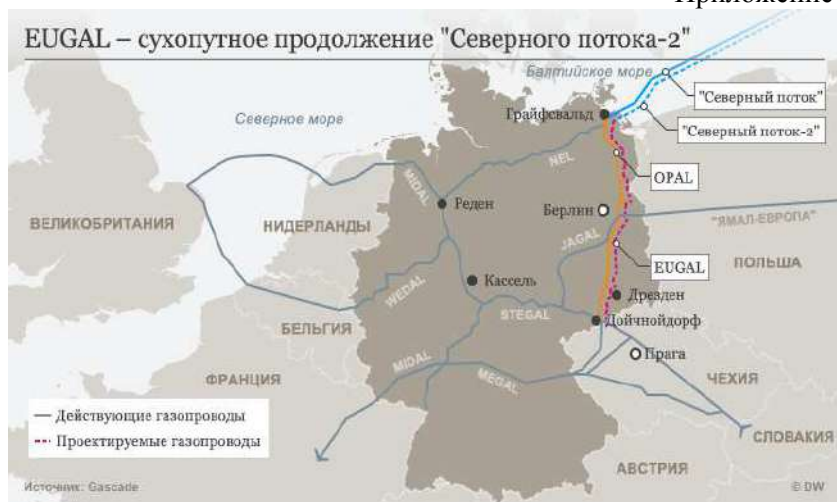 Приложение
EUGAL – сухопутное продолжение "Северного потока-2"
Балтийское море
"Северный поток"
Северное море
Грайфсвальд
"Северный поток-2"
NEL
MIDAL
OPAL
Реден
Берлин
ВЕЛИКОБРИТАНИЯ
НИДЕРЛАНДЫ
"ЯМАЛ-ЕВРОПА"
JAGAL
EUGAL
ПОЛЬША
Кассель
WEDAL
Дрезден
STEGAL
Дойчнойдорф
БЕЛЬГИЯ
Прага
MIDAL
MEGAL
ФРАНЦИЯ
ЧЕХИЯ
Действующие газопроводы
Проектируемые газопроводы
СЛОВАКИЯ
АВСТРИЯ
Источник: Gascade
© DW